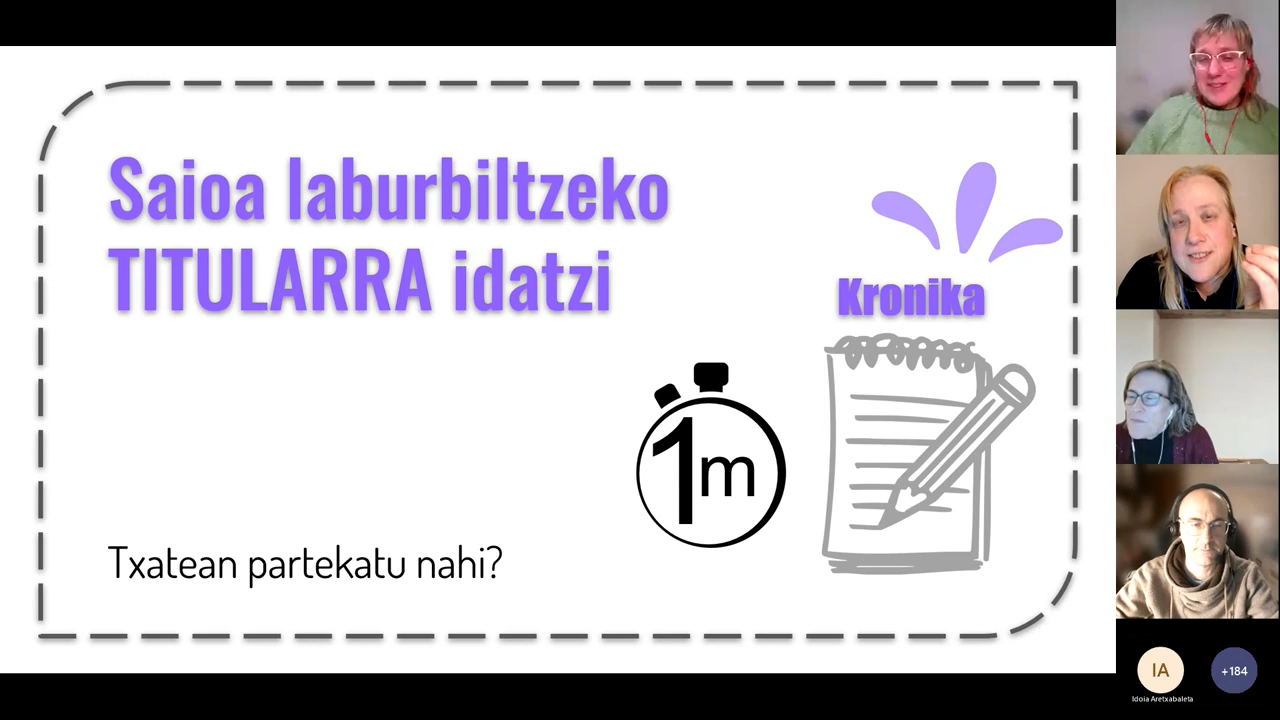 Saioa laburbiltzeko
TITULARRA idatzi
Kronika
1m
Txatean partekatu nahi?
IA
+184
Idoia Aretxabaleta